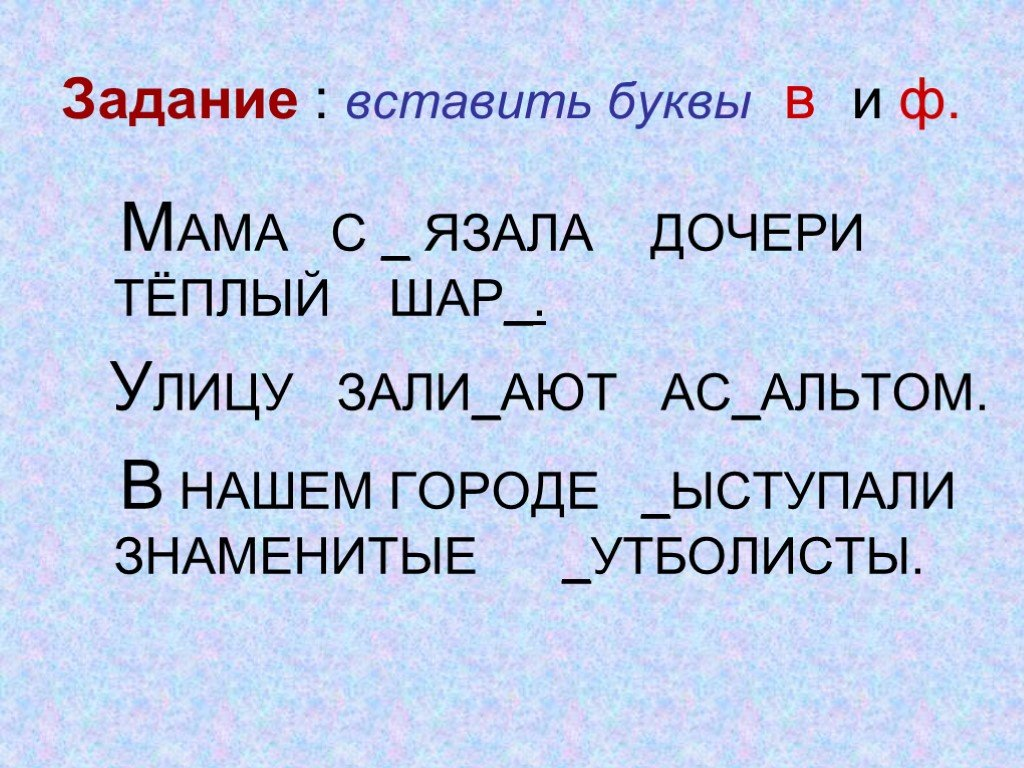 Задание : вставить буквы в и ф.
МАМА С _ ЯЗАЛА ДОЧЕРИ
ТЁПЛЫЙ ШАР_.
УЛИЦУ ЗАЛИ_АЮТ АС_АЛЬТОМ.
В НАШЕМ ГОРОДЕ _ЫСТУПАЛИ
ЗНАМЕНИТЫЕ _УТБОЛИСТЫ.